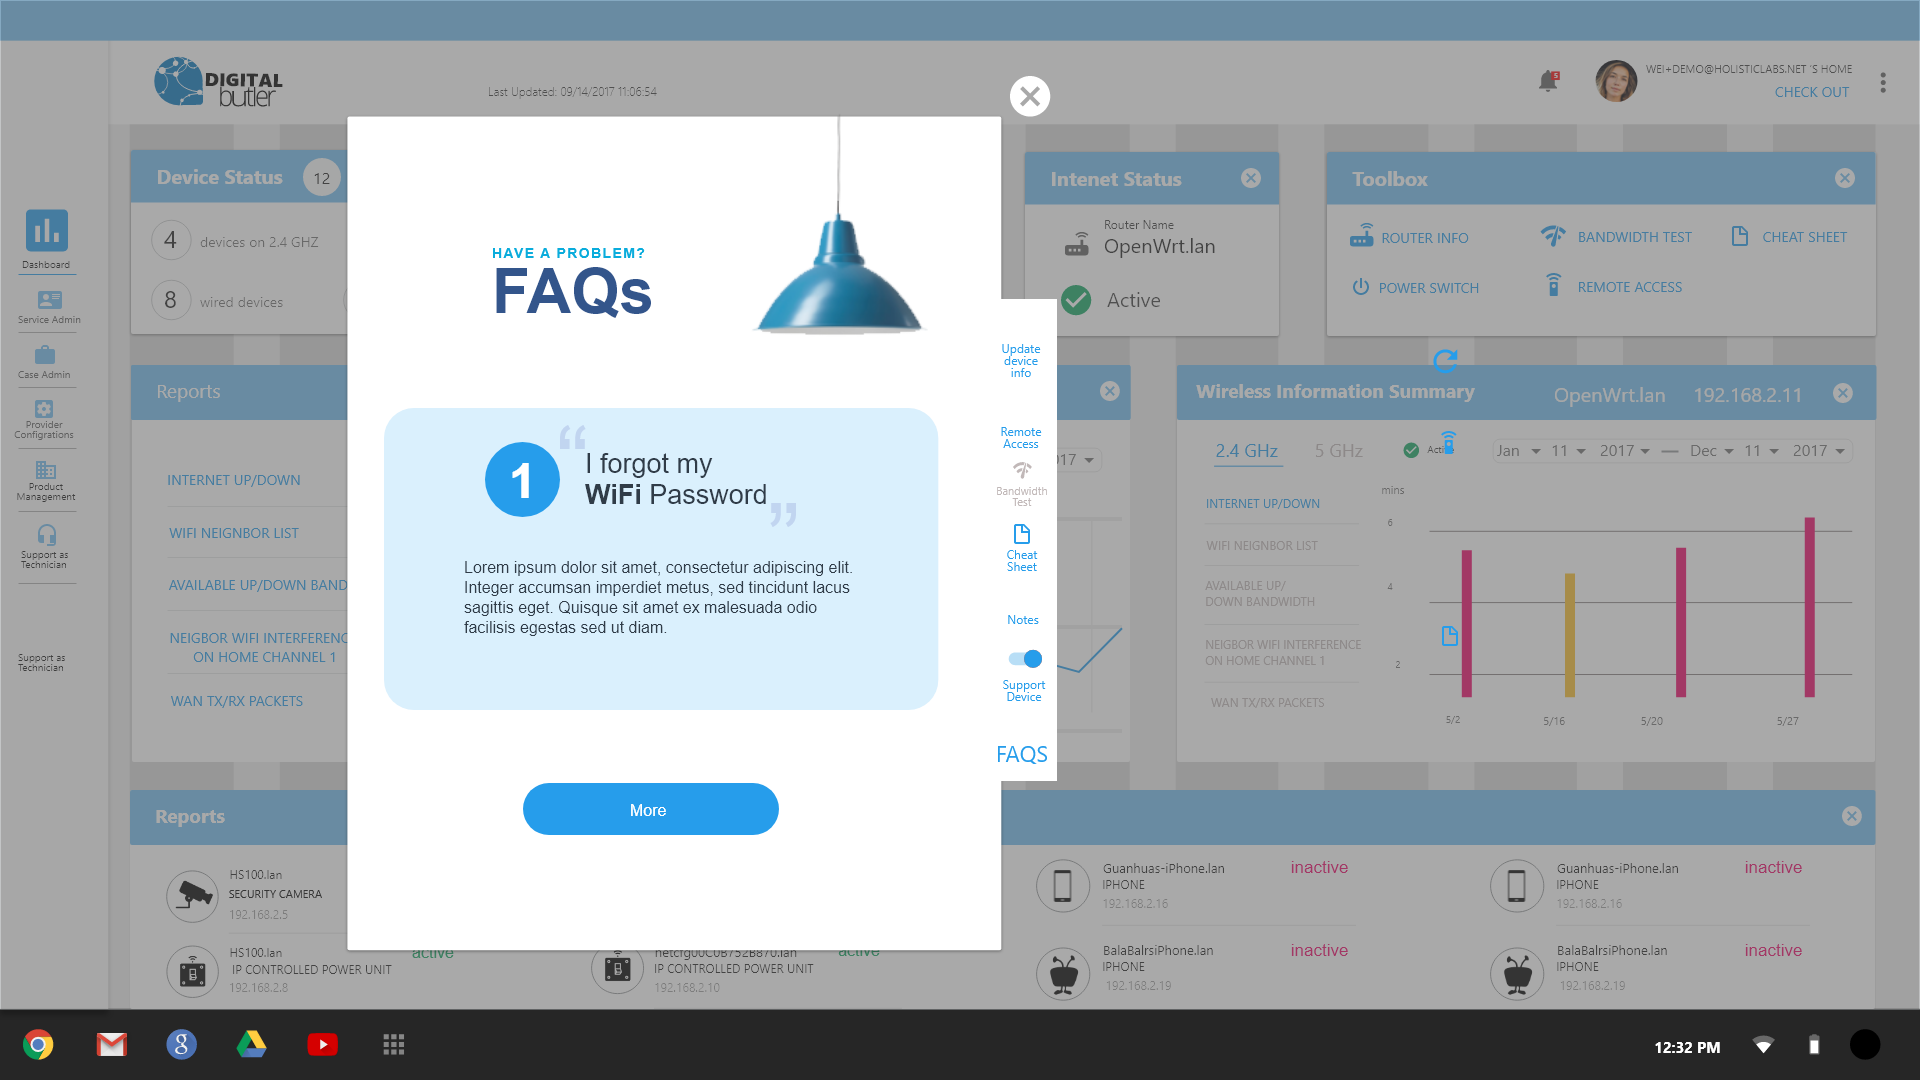 DIGITAL
butler
Last Updated: 09/14/2017 11:06:54
5
WEI+DEMO@HOLISTICLABS.NET 'S HOME
CHECK OUT
Dashboard
Service Admin
Case Admin
Provider
Configrations
Product
Management
Support as
Technician
Support as
Technician
Device Status
12
4
devices on 2.4 GHZ
8
wired devices
HAVE A PROBLEM?
FAQs
“
1
I forgot my
WiFi Password
”
Lorem ipsum dolor sit amet, consectetur adipiscing elit.
Integer accumsan imperdiet metus, sed tincidunt lacus
sagittis eget. Quisque sit amet ex malesuada odio
facilisis egestas sed ut diam.
More
Update
device
info
Remote
Access
Bandwidth
Test
Cheat
Sheet
Notes
Support
Device
FAQS
Intenet Status
Router Name
OpenWrt.lan
Active
Toolbox
ROUTER INFO
BANDWIDTH TEST
CHEAT SHEET
POWER SWITCH
REMOTE ACCESS
Reports
INTERNET UP/DOWN
WIFI NEIGNBOR LIST
AVAILABLE UP/DOWN BAND
NEIGBOR WIFI INTERFERENC
ON HOME CHANNEL 1
WAN TX/RX PACKETS
17
Wireless Information Summary
OpenWrt.lan
192.168.2.11
2.4 GHz
5 GHz
Jan
11
2017
—
Dec
11
2017
INTERNET UP/DOWN
WIFI NEIGNBOR LIST
AVAILABLE UP/
DOWN BANDWIDTH
NEIGBOR WIFI INTERFERENCE
ON HOME CHANNEL 1
WAN TX/RX PACKETS
mins
6
4
2
5/2
5/16
5/20
5/27
Reports
HS100.lan
SECURITY CAMERA
192.168.2.5
HS100.lan
active
IP CONTROLLED POWER UNIT
192.168.2.8
netcfg00C0B752B870.lan
active
IP CONTROLLED POWER UNIT
192.168.2.10
Guanhuas-iPhone.lan
inactive
IPHONE
192.168.2.16
BalaBalrsiPhone.lan
inactive
IPHONE
192.168.2.19
Guanhuas-iPhone.lan
inactive
IPHONE
192.168.2.16
BalaBalrsiPhone.lan
inactive
IPHONE
192.168.2.19
12:32 PM